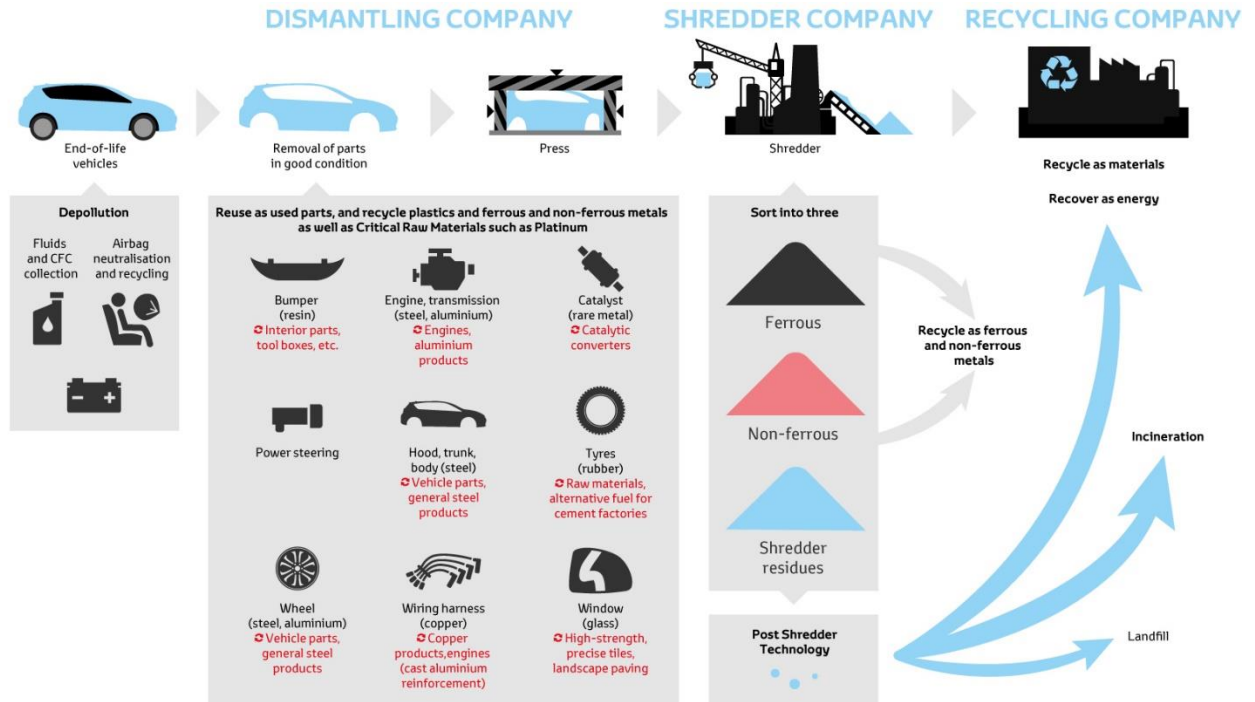 DISMANTLING COMPANY
SHREDDER COMPANY
RECYCLING COMPANY
End-of-life
vehicles
Removal of parts
in good condition
Press
Shredder
Recycle as materials
Recover as energy
Depollution
Fluids
and CFC
collection
Airbag
neutralisation
and recycling
Reuse as used parts, and recycle plastics and ferrous and non-ferrous metals
as well as Critical Raw Materials such as Platinum
Bumper
(resin)
Interior parts,
tool boxes, etc.
Engine, transmission
(steel, aluminium)
Engines,
aluminium
products
Catalyst
(rare metal)
Catalytic
converters
Power steering
Hood, trunk,
body (steel)
Vehicle parts,
general steel
products
Tyres
(rubber)
Raw materials,
alternative fuel for
cement factories
Wheel
(steel, aluminium)
Vehicle parts,
general steel
products
Wiring harness
(copper)
Copper
products,engines
(cast aluminium
reinforcement)
Window
(glass)
High-strength,
precise tiles,
landscape paving
Sort into three
Ferrous
Non-ferrous
Shredder
residues
Recycle as ferrous
and non-ferrous
metals
Post Shredder
Technology
Incineration
Landfill